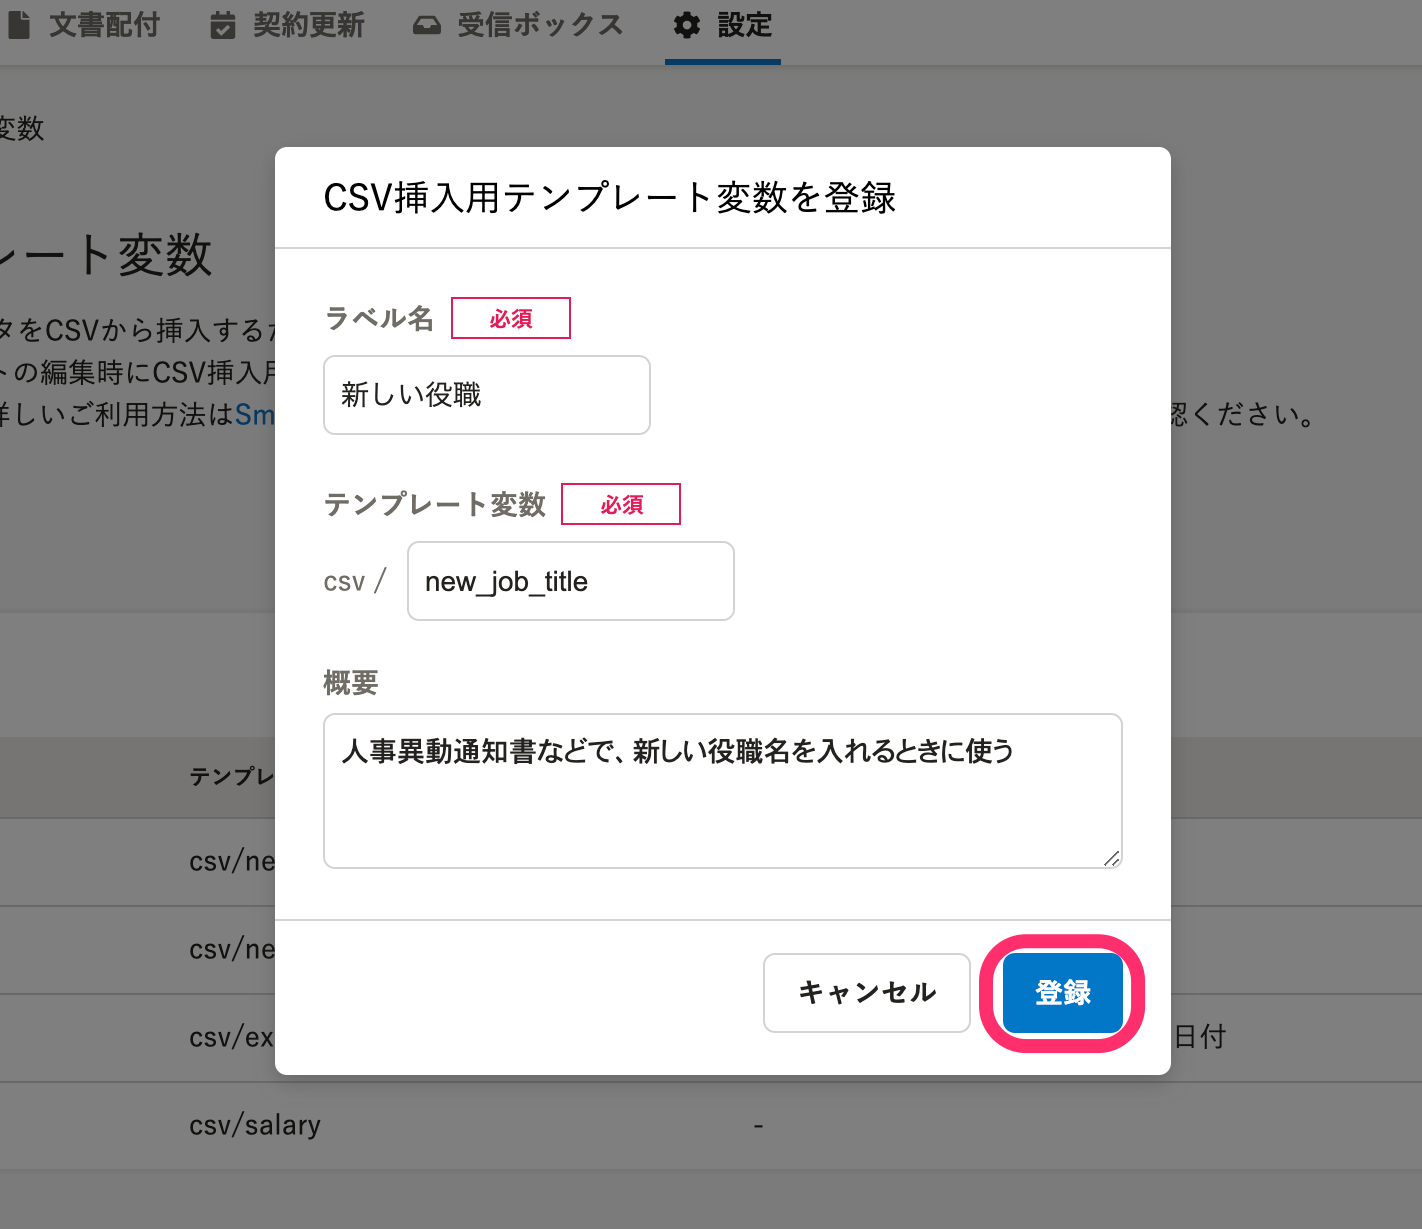 文書配付 契約更新 受信ボックス 設定
変数
レート変数
タをCSVから挿入するた
トの編集時にCSV挿入用
詳しいご利用方法はSm
認ください。
CSV挿入用テンプレート変数を登録
ラベル名 必須
新しい役職
テンプレート変数 必須
csv / new_job_title
概要
人事異動通知書などで、新しい役職名を入れるときに使う
キャンセル 登録
テンプレ
csv/ne
csv/ne
csv/ex
日付
csv/salary -